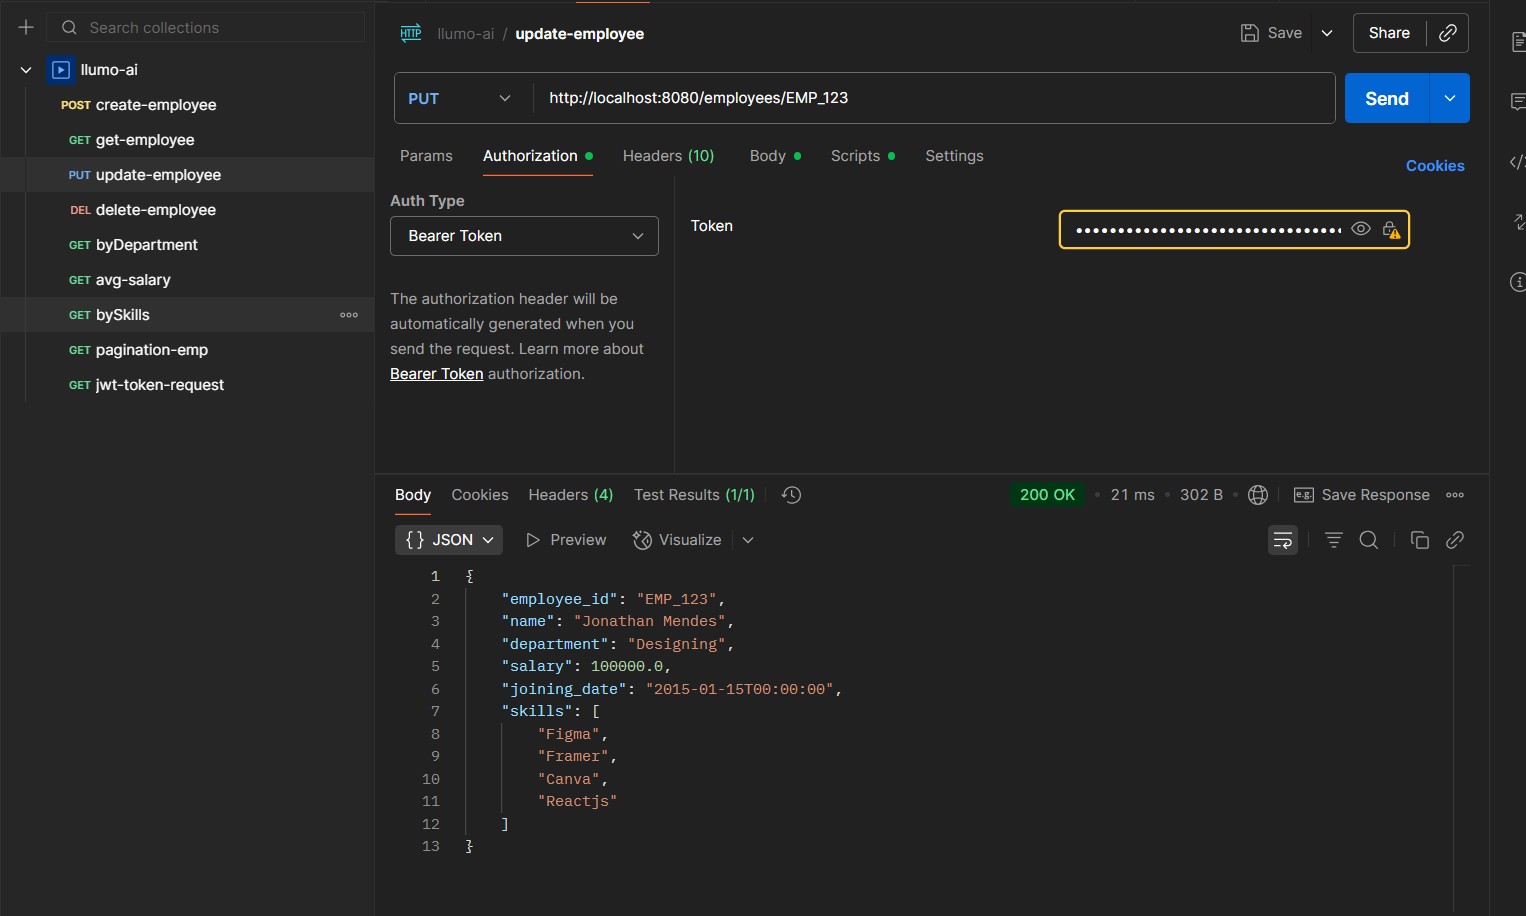 Search collections
llumo-ai
POST create-employee
GET get-employee
PUT update-employee
DEL delete-employee
GET byDepartment
GET avg-salary
GET bySkills
GET pagination-emp
GET jwt-token-request
HTTP llumo-ai / update-employee
Save
Share
PUT http://localhost:8080/employees/EMP_123
Send
Params Authorization Headers (10) Body Scripts Settings
Cookies
Auth Type
Bearer Token
The authorization header will be
automatically generated when you
send the request. Learn more about
Bearer Token authorization.
Token
Body Cookies Headers (4) Test Results (1/1)
200 OK • 21 ms • 302 B • e.g. Save Response
{} JSON Preview Visualize
1 {
2 "employee_id": "EMP_123",
3 "name": "Jonathan Mendes",
4 "department": "Designing",
5 "salary": 100000.0,
6 "joining_date": "2015-01-15T00:00:00",
7 "skills": [
8 "Figma",
9 "Framer",
10 "Canva",
11 "Reactjs"
12 ]
13 }